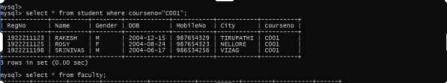 mysql>
mysql> select * from student where courseno="C001";
| RegNo | Name | Gender | DOB | MobileNo | City | courseno |
| 1922211123 | RAKESH | M | 2004-12-15 | 987654329 | TIRUPATHI | C001 |
| 1922211125 | ROSY | F | 2004-08-24 | 987654323 | NELLORE | C001 |
| SRINIVAS | M | 2004-06-17 | 986534256 | VIZAG | C001 |
3 rows in set (0.00 sec)
mysql> select * from faculty;